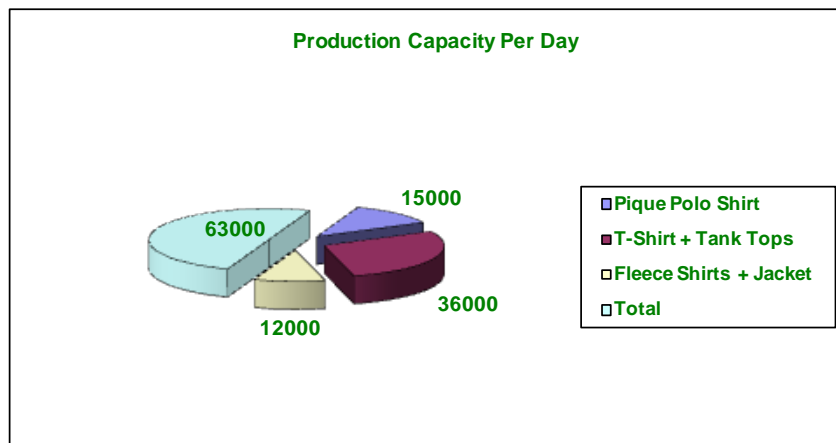 Production Capacity Per Day
15000
63000
36000
12000
Pique Polo Shirt
T-Shirt + Tank Tops
Fleece Shirts + Jacket
Total